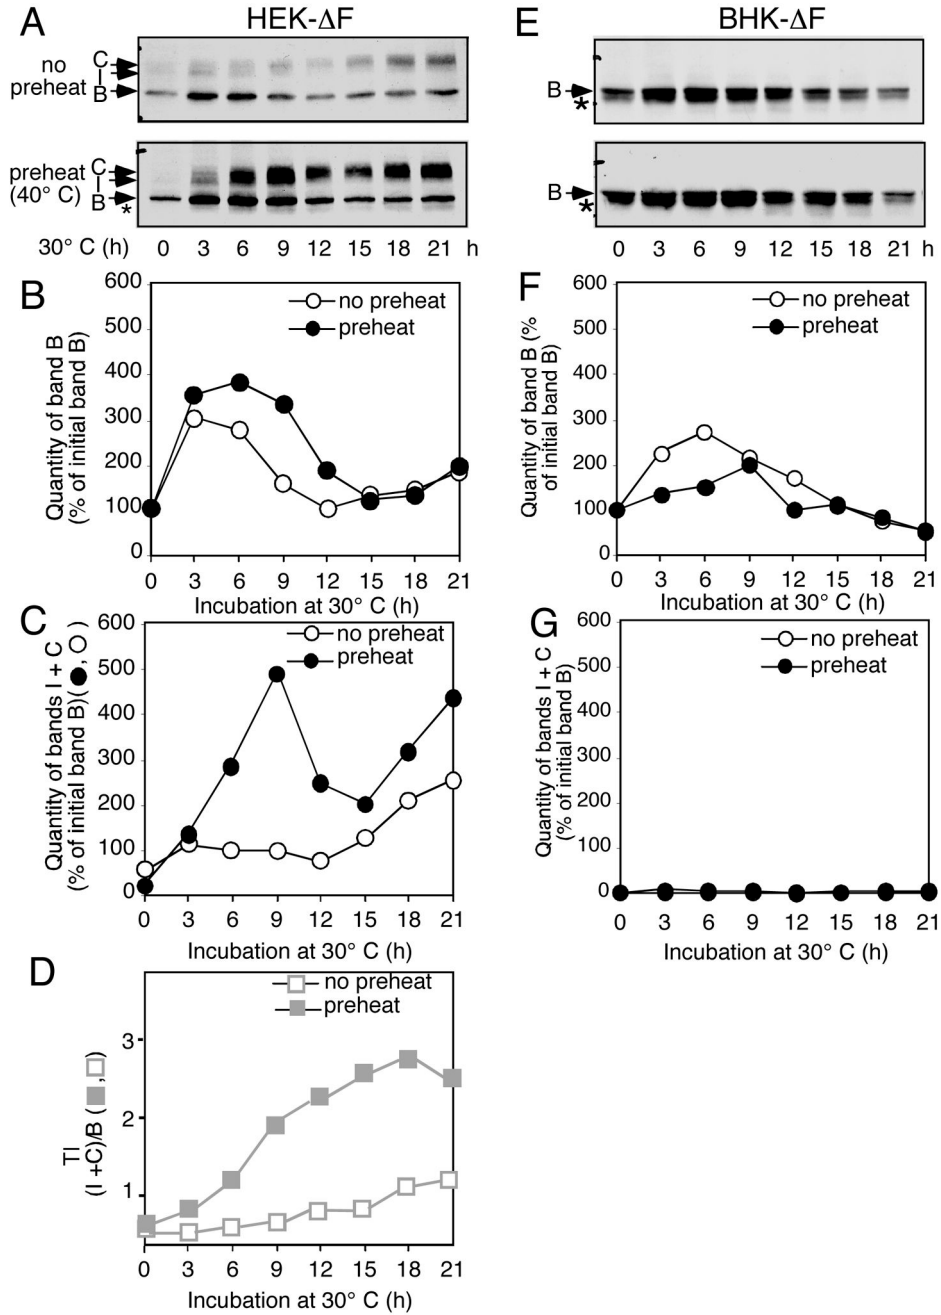 A HEK-ΔF
no preheat
C
I
B
preheat (40° C)
C
I
B
*
30° C (h) 0 3 6 9 12 15 18 21 h
E BHK-ΔF
B
*
B
*
0 3 6 9 12 15 18 21 h
B
no preheat
preheat
Quantity of band B
(% of initial band B)
600
500
400
300
200
100
0
0 3 6 9 12 15 18 21
Incubation at 30° C (h)
F
no preheat
preheat
Quantity of band B (%
of initial band B)
600
500
400
300
200
100
0
0 3 6 9 12 15 18 21
Incubation at 30° C (h)
C
no preheat
preheat
Quantity of bands I + C
(% of initial band B)(●, ○)
600
500
400
300
200
100
0
0 3 6 9 12 15 18 21
Incubation at 30° C (h)
G
no preheat
preheat
Quantity of bands I + C
(% of initial band B)
600
500
400
300
200
100
0
0 3 6 9 12 15 18 21
Incubation at 30° C (h)
D
no preheat
preheat
TI
(I +C)/B (■,□)
3
2
1
0 3 6 9 12 15 18 21
Incubation at 30° C (h)